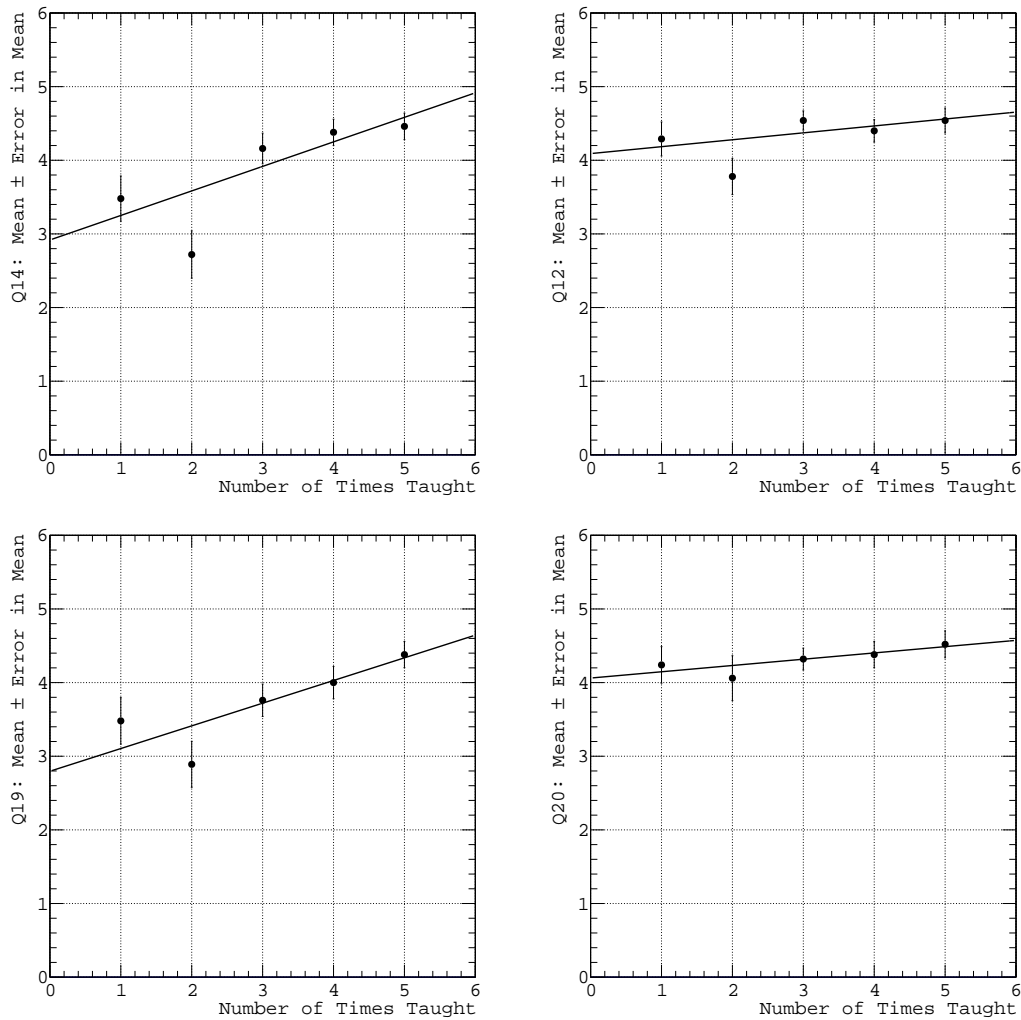 Q14: Mean ± Error in Mean
6
5
4
3
2
1
0
0 1 2 3 4 5 6
Number of Times Taught
Q12: Mean ± Error in Mean
6
5
4
3
2
1
0
0 1 2 3 4 5 6
Number of Times Taught
Q19: Mean ± Error in Mean
6
5
4
3
2
1
0
0 1 2 3 4 5 6
Number of Times Taught
Q20: Mean ± Error in Mean
6
5
4
3
2
1
0
0 1 2 3 4 5 6
Number of Times Taught